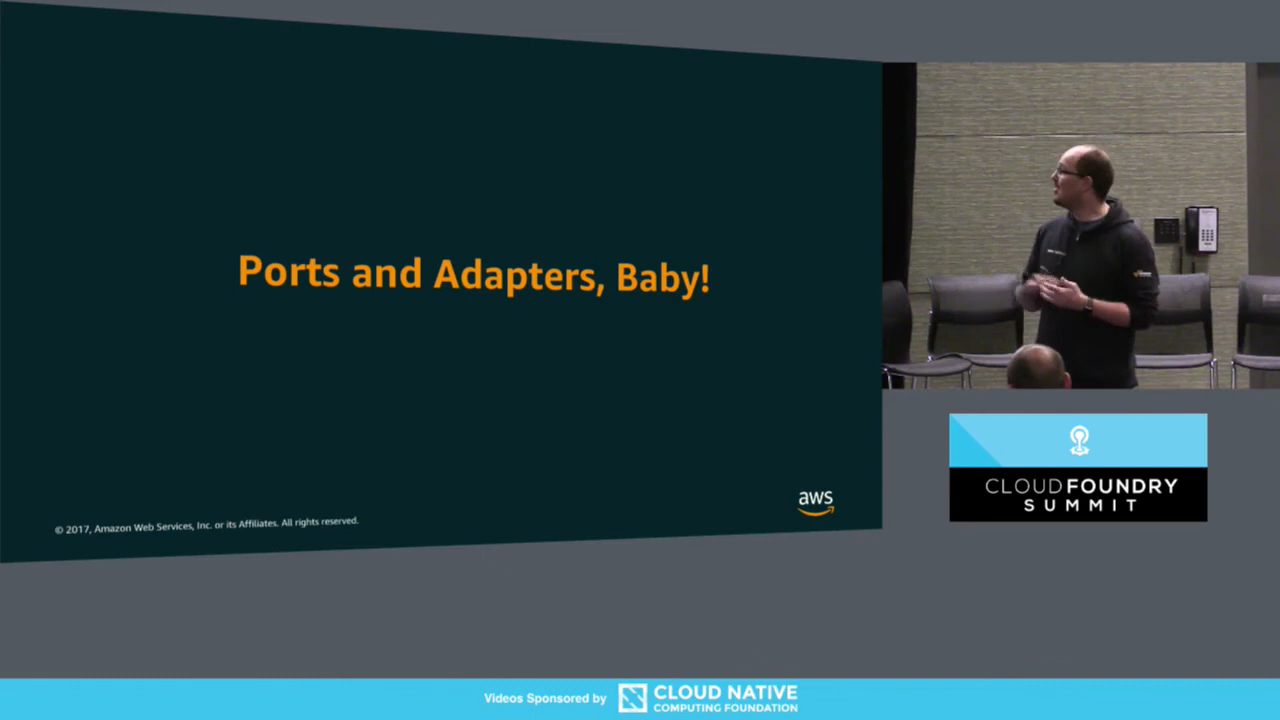 Ports and Adapters, Baby!
aws
© 2017, Amazon Web Services, Inc. or its Affiliates. All rights reserved.
CLOUDFOUNDRY
SUMMIT
Videos Sponsored by
CLOUD NATIVE
COMPUTING FOUNDATION